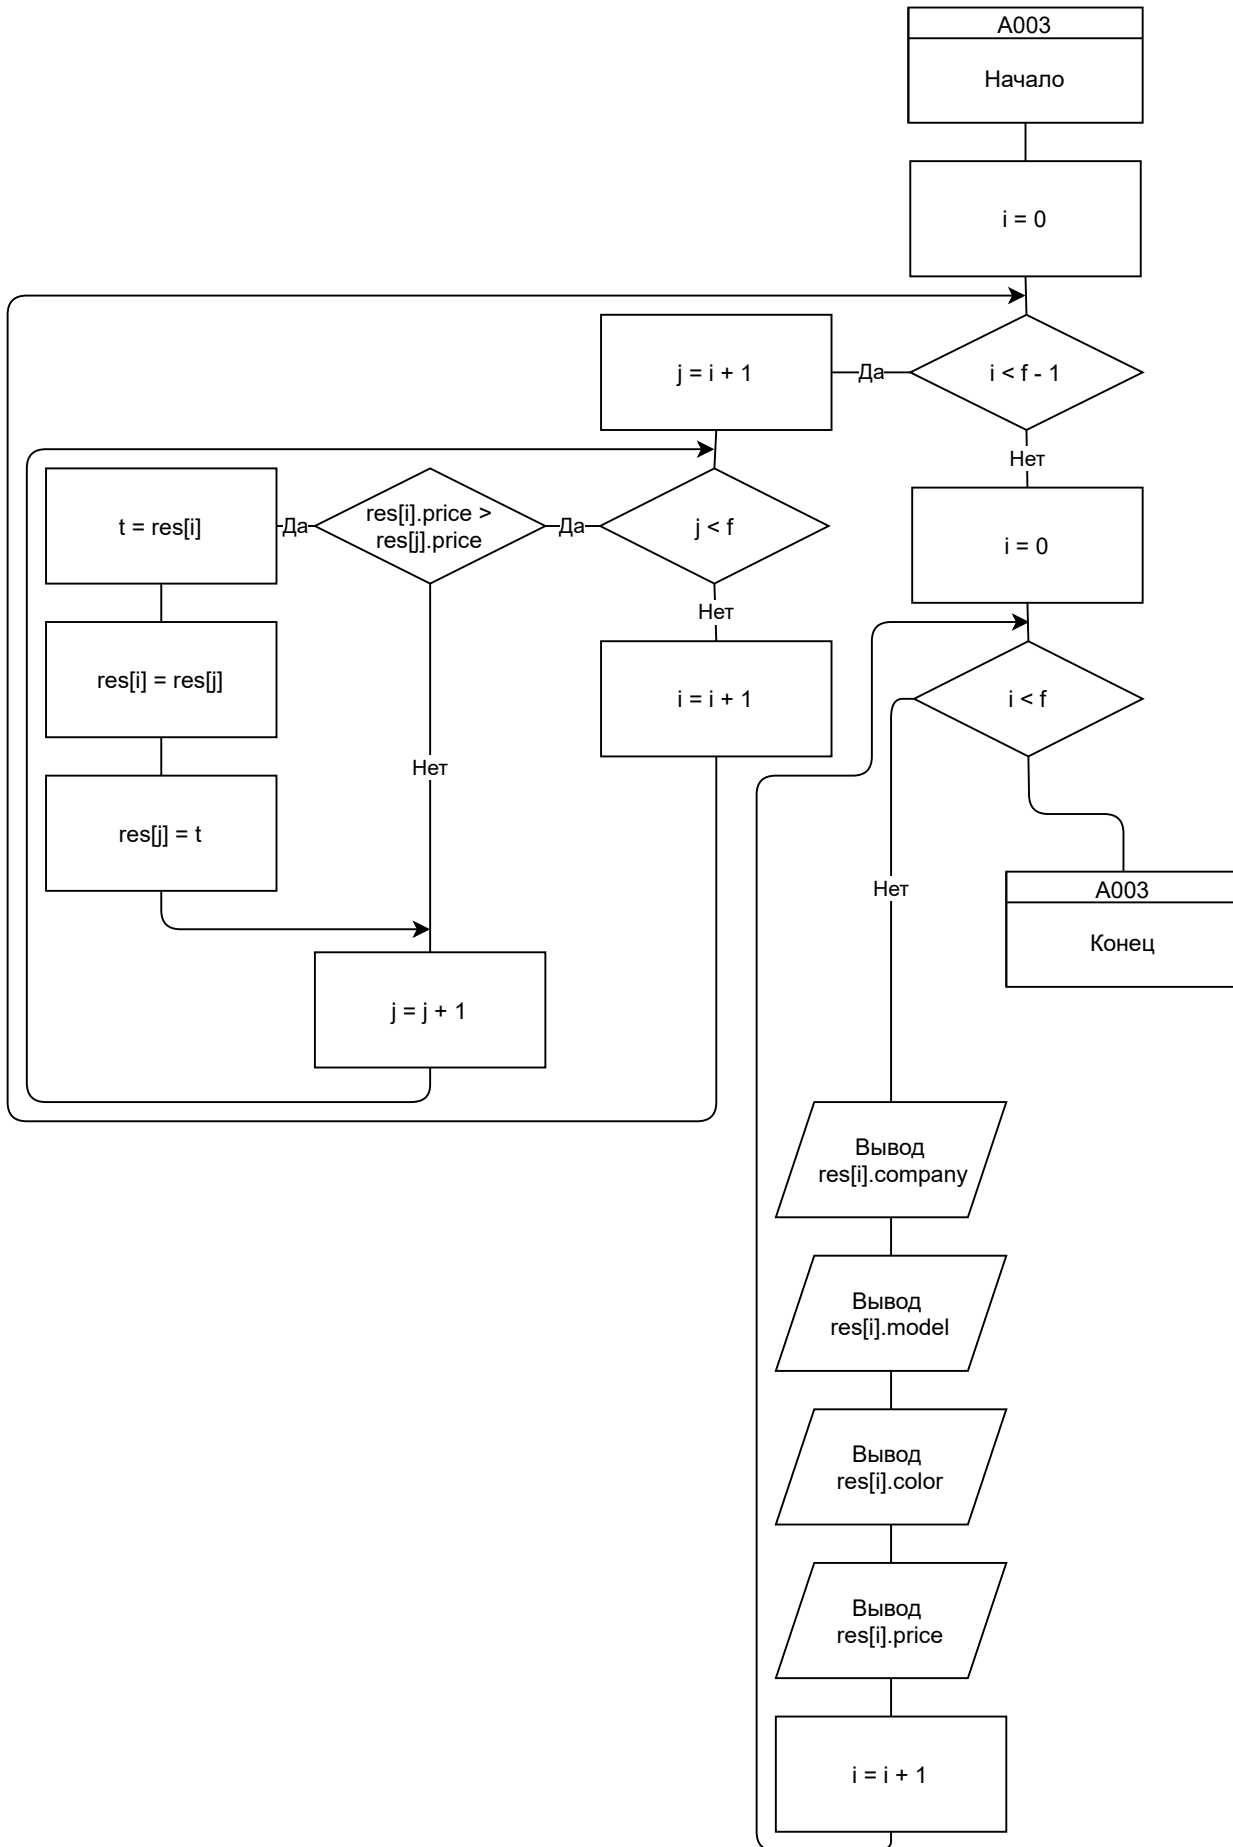 A003
Начало
i = 0
i < f - 1
Да
j = i + 1
Нет
j < f
Да
res[i].price >
res[j].price
Да
t = res[i]
res[i] = res[j]
res[j] = t
Нет
j = j + 1
Нет
i = i + 1
i = 0
i < f
Нет
A003
Конец
Вывод
res[i].company
Вывод
res[i].model
Вывод
res[i].color
Вывод
res[i].price
i = i + 1